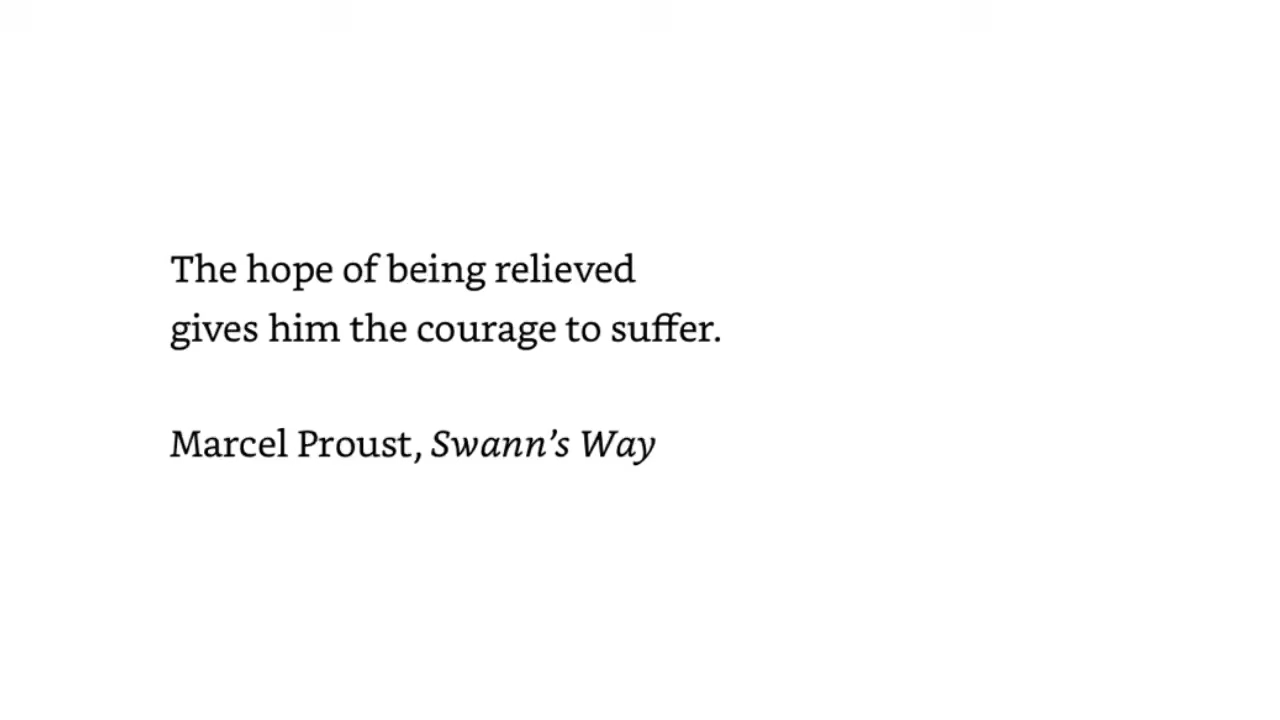 The hope of being relieved
gives him the courage to suffer.
Marcel Proust, Swann’s Way